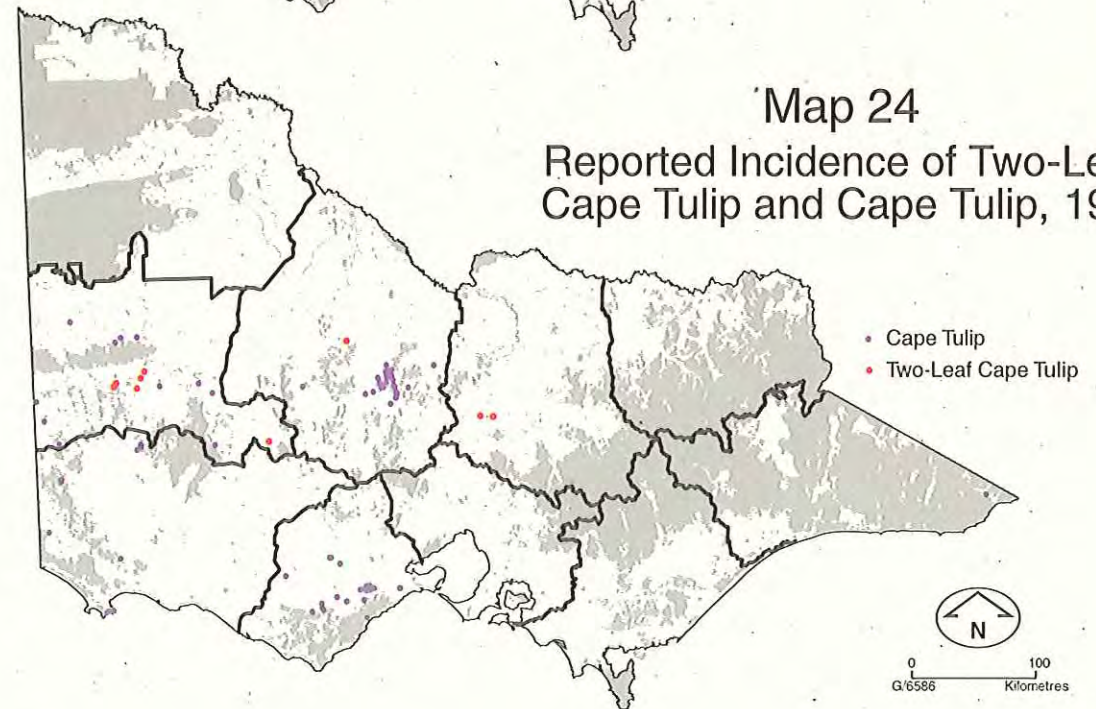 Map 24
Reported Incidence of Two-Le
Cape Tulip and Cape Tulip, 19
Cape Tulip
Two-Leaf Cape Tulip
N
0 100
G/6586 Kilometres